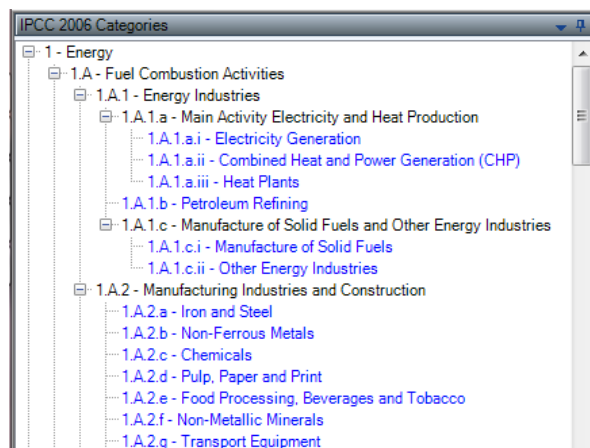 IPCC 2006 Categories
1 - Energy
1.A - Fuel Combustion Activities
1.A.1 - Energy Industries
1.A.1.a - Main Activity Electricity and Heat Production
1.A.1.a.i - Electricity Generation
1.A.1.a.ii - Combined Heat and Power Generation (CHP)
1.A.1.a.iii - Heat Plants
1.A.1.b - Petroleum Refining
1.A.1.c - Manufacture of Solid Fuels and Other Energy Industries
1.A.1.c.i - Manufacture of Solid Fuels
1.A.1.c.ii - Other Energy Industries
1.A.2 - Manufacturing Industries and Construction
1.A.2.a - Iron and Steel
1.A.2.b - Non-Ferrous Metals
1.A.2.c - Chemicals
1.A.2.d - Pulp, Paper and Print
1.A.2.e - Food Processing, Beverages and Tobacco
1.A.2.f - Non-Metallic Minerals
1.A.2.g - Transport Equipment